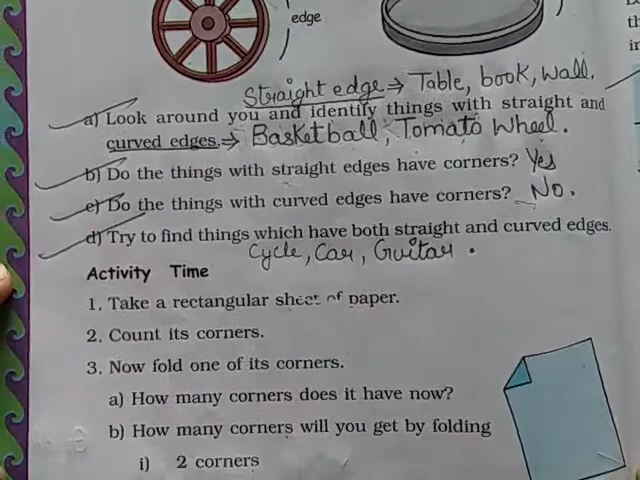 edge
Straight edge ⇒ Table, book, wall.
a) Look around you and identify things with straight and
curved edges. ⇒ Basketball, Tomato Wheel.
b) Do the things with straight edges have corners? Yes
c) Do the things with curved edges have corners? No.
d) Try to find things which have both straight and curved edges.
Cycle, Car, Guitar.
Activity Time
1. Take a rectangular sheet of paper.
2. Count its corners.
3. Now fold one of its corners.
a) How many corners does it have now?
b) How many corners will you get by folding
i) 2 corners